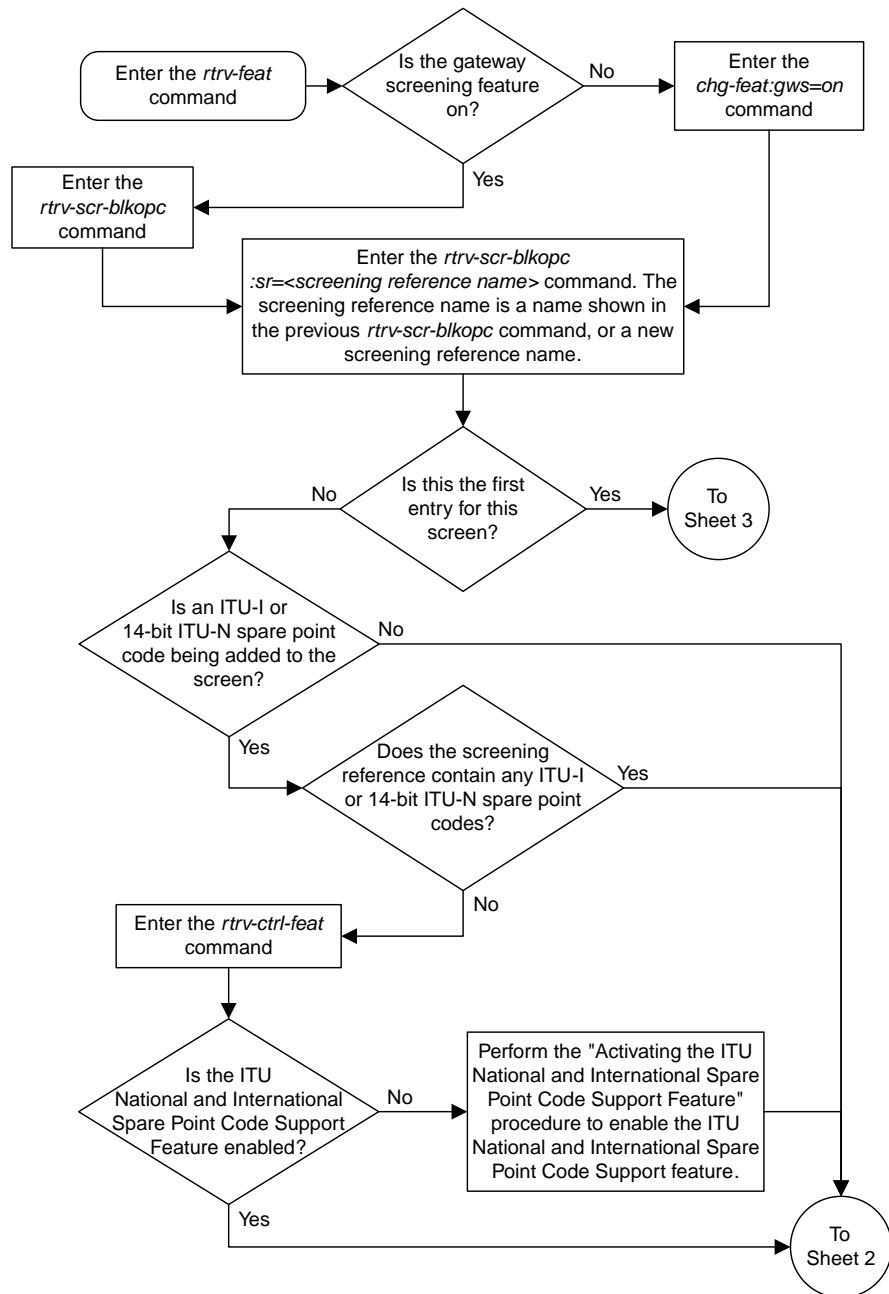 Enter the rtrv-feat
command
Is the gateway
screening feature
on?
No
Enter the
chg-feat:gws=on
command
Yes
Enter the
rtrv-scr-blkopc
command
Enter the rtrv-scr-blkopc
:sr=<screening reference name> command. The
screening reference name is a name shown in
the previous rtrv-scr-blkopc command, or a new
screening reference name.
No
Is this the first
entry for this
screen?
Yes
To
Sheet 3
Is an ITU-I or
14-bit ITU-N spare point
code being added to the
screen?
No
Yes
Does the screening
reference contain any ITU-I
or 14-bit ITU-N spare point
codes?
Yes
No
Enter the rtrv-ctrl-feat
command
Is the ITU
National and International
Spare Point Code Support
Feature enabled?
No
Perform the "Activating the ITU
National and International Spare
Point Code Support Feature"
procedure to enable the ITU
National and International Spare
Point Code Support feature.
Yes
To
Sheet 2